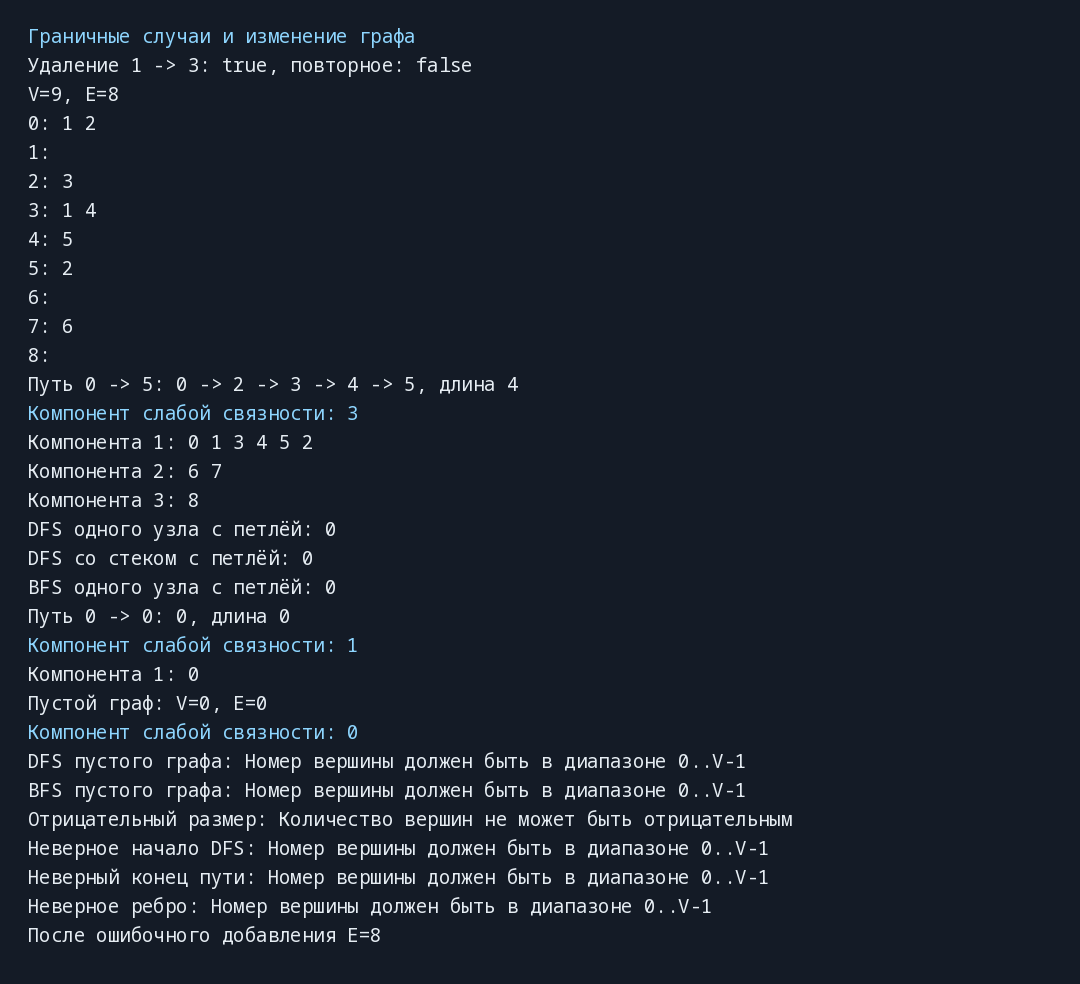 Граничные случаи и изменение графа
Удаление 1 -> 3: true, повторное: false
V=9, E=8
0: 1 2
1:
2: 3
3: 1 4
4: 5
5: 2
6:
7: 6
8:
Путь 0 -> 5: 0 -> 2 -> 3 -> 4 -> 5, длина 4
Компонент слабой связности: 3
Компонента 1: 0 1 3 4 5 2
Компонента 2: 6 7
Компонента 3: 8
DFS одного узла с петлёй: 0
DFS со стеком с петлёй: 0
BFS одного узла с петлёй: 0
Путь 0 -> 0: 0, длина 0
Компонент слабой связности: 1
Компонента 1: 0
Пустой граф: V=0, E=0
Компонент слабой связности: 0
DFS пустого графа: Номер вершины должен быть в диапазоне 0..V-1
BFS пустого графа: Номер вершины должен быть в диапазоне 0..V-1
Отрицательный размер: Количество вершин не может быть отрицательным
Неверное начало DFS: Номер вершины должен быть в диапазоне 0..V-1
Неверный конец пути: Номер вершины должен быть в диапазоне 0..V-1
Неверное ребро: Номер вершины должен быть в диапазоне 0..V-1
После ошибочного добавления E=8